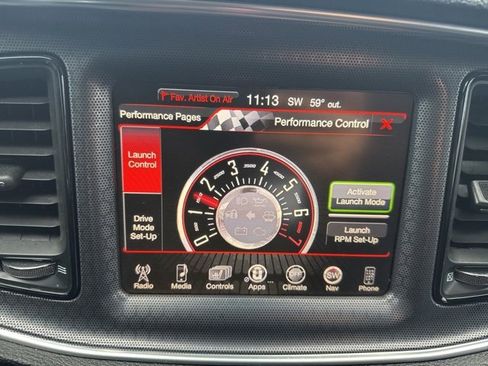 Fav. Artist On Air 11:13 SW 59° out.
Performance Pages Performance Control
Launch
Control
Drive
Mode
Set-Up
0 1 2 3 4 5 6 7
Activate
Launch Mode
Launch
RPM Set-Up
OFF SW
Radio Media Controls Apps Climate Nav Phone